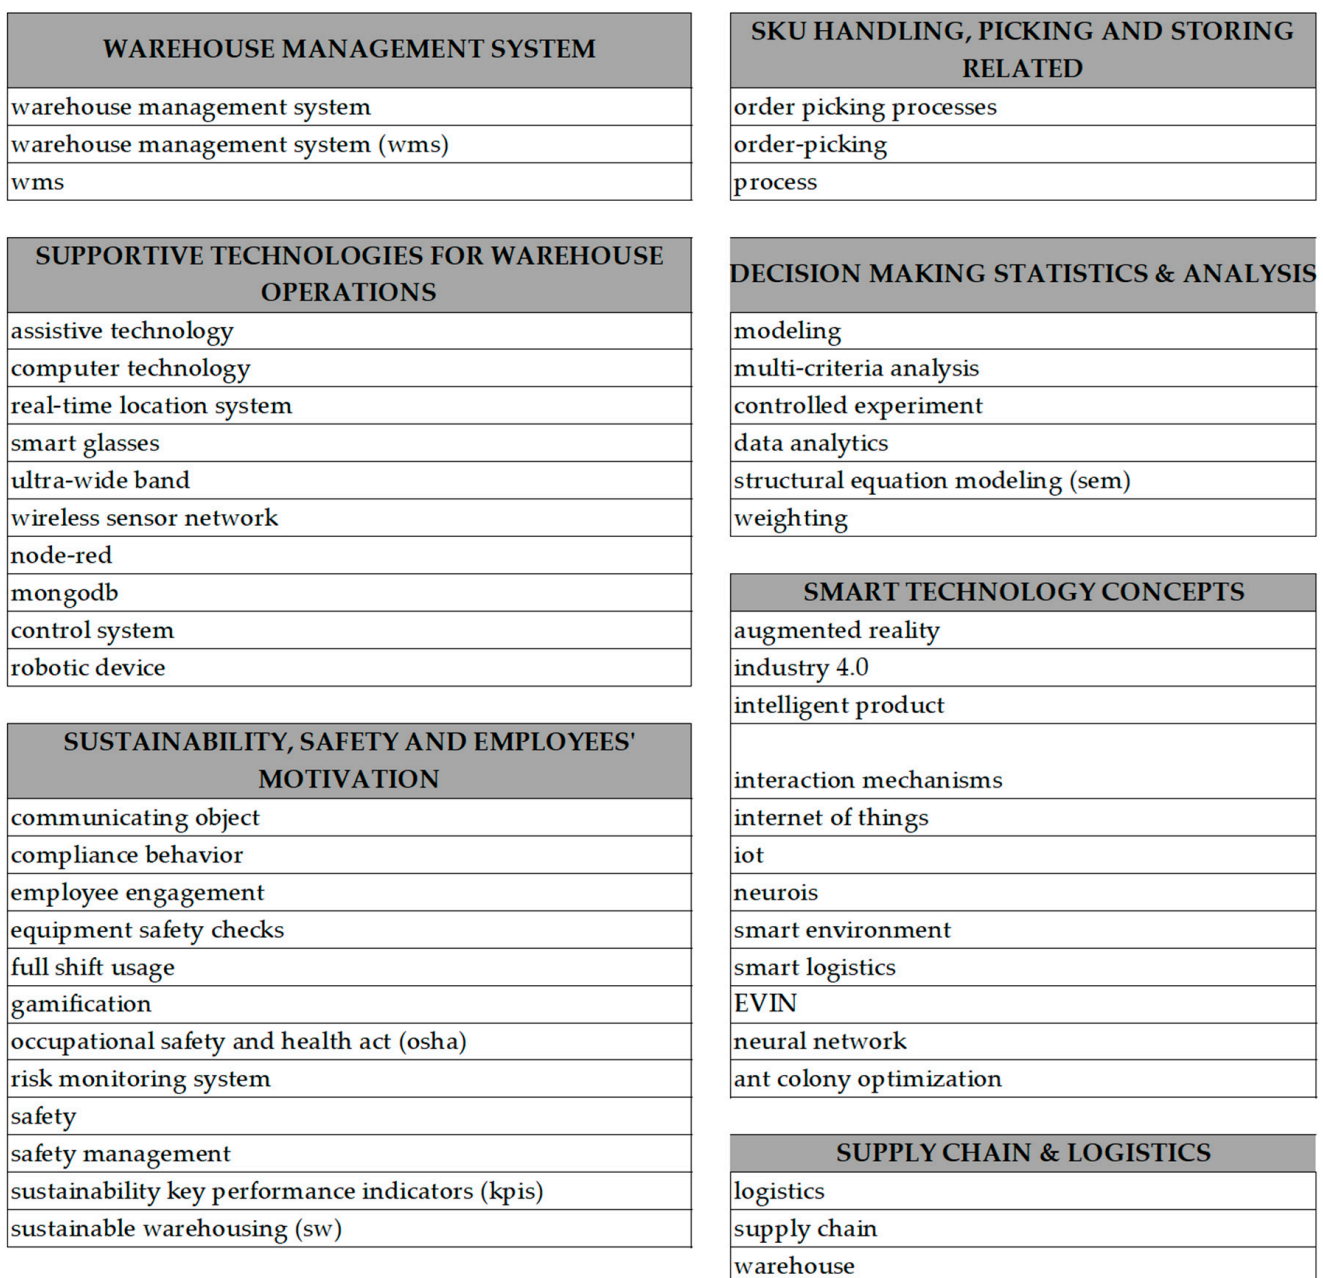 WAREHOUSE MANAGEMENT SYSTEM
warehouse management system
warehouse management system (wms)
wms
SUPPORTIVE TECHNOLOGIES FOR WAREHOUSE
OPERATIONS
assistive technology
computer technology
real-time location system
smart glasses
ultra-wide band
wireless sensor network
node-red
mongodb
control system
robotic device
SUSTAINABILITY, SAFETY AND EMPLOYEES'
MOTIVATION
communicating object
compliance behavior
employee engagement
equipment safety checks
full shift usage
gamification
occupational safety and health act (osha)
risk monitoring system
safety
safety management
sustainability key performance indicators (kpis)
sustainable warehousing (sw)
SKU HANDLING, PICKING AND STORING
RELATED
order picking processes
order-picking
process
DECISION MAKING STATISTICS & ANALYSIS
modeling
multi-criteria analysis
controlled experiment
data analytics
structural equation modeling (sem)
weighting
SMART TECHNOLOGY CONCEPTS
augmented reality
industry 4.0
intelligent product
interaction mechanisms
internet of things
iot
neurois
smart environment
smart logistics
EVIN
neural network
ant colony optimization
SUPPLY CHAIN & LOGISTICS
logistics
supply chain
warehouse